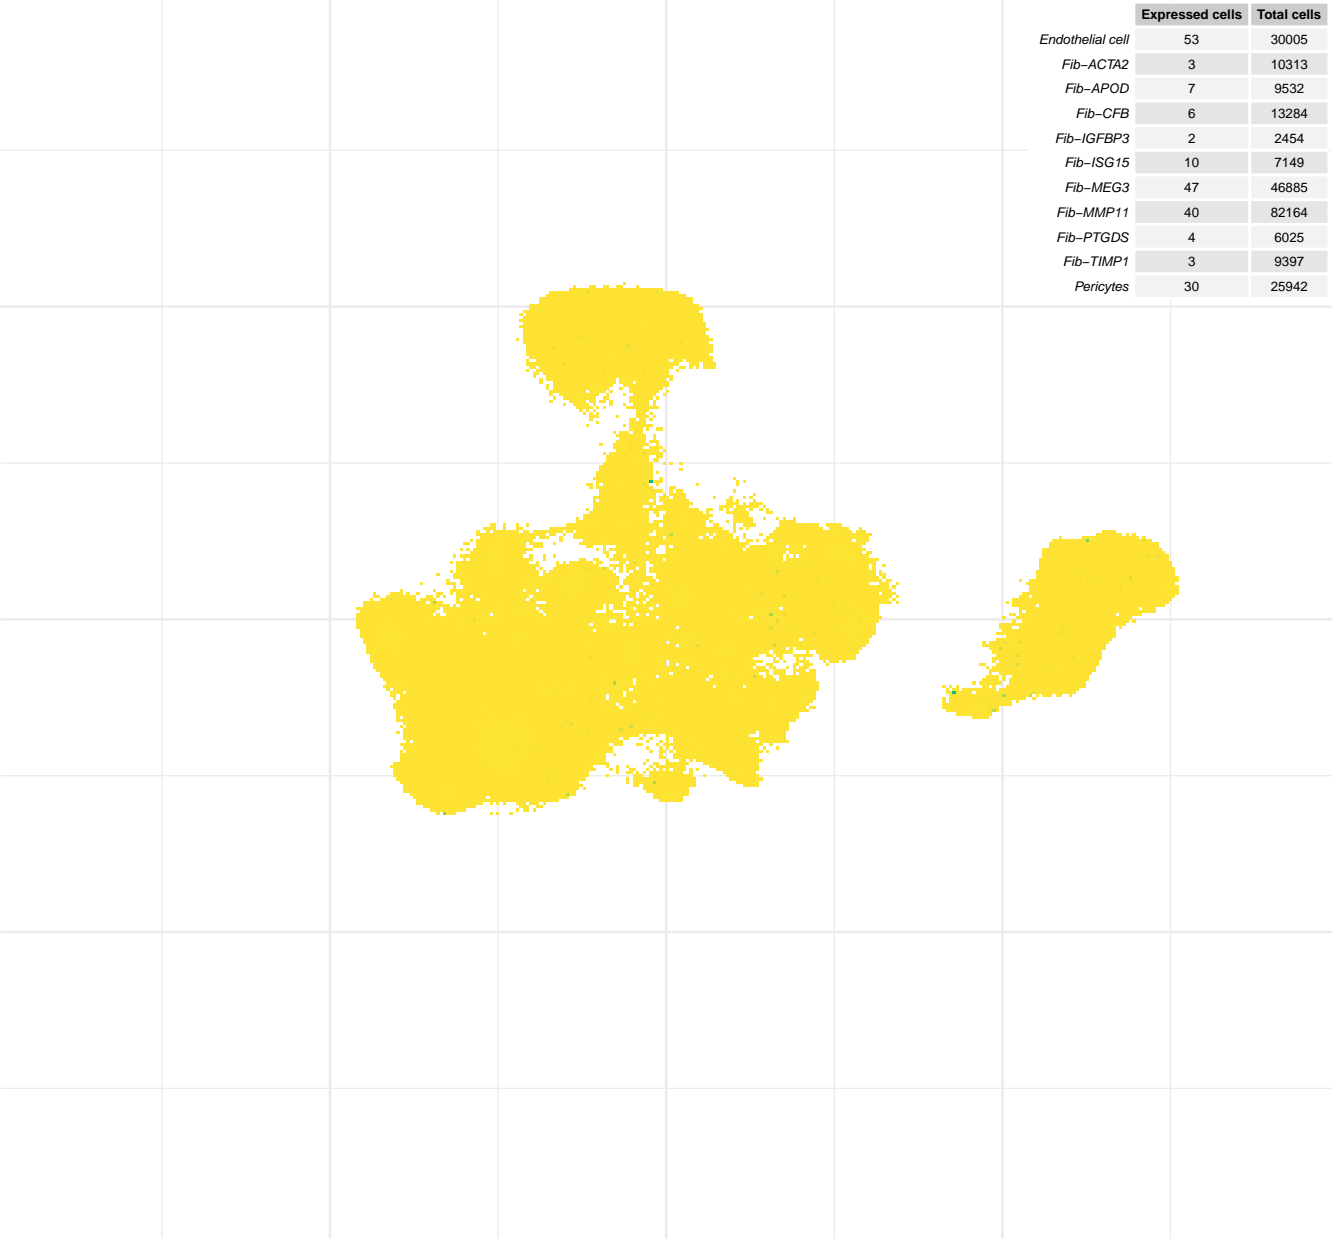 Expressed cells Total cells
Endothelial cell 53 30005
Fib−ACTA2 3 10313
Fib−APOD 7 9532
Fib−CFB 6 13284
Fib−IGFBP3 2 2454
Fib−ISG15 10 7149
Fib−MEG3 47 46885
Fib−MMP11 40 82164
Fib−PTGDS 4 6025
Fib−TIMP1 3 9397
Pericytes 30 25942